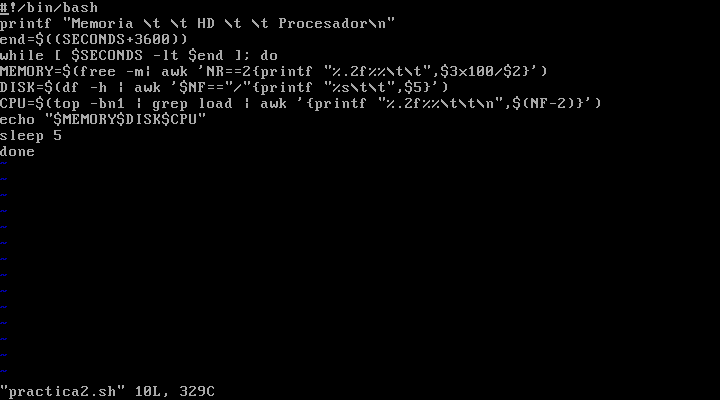 #!/bin/bash
printf "Memoria \t \t HD \t \t Procesador\n"
end=$((SECONDS+3600))
while [ $SECONDS -lt $end ]; do
MEMORY=$(free -m| awk 'NR==2{printf "%.2f%%\t\t",$3*100/$2}')
DISK=$(df -h | awk '$NF=="/"{printf "%s\t\t",$5}')
CPU=$(top -bn1 | grep load | awk '{printf "%.2f%%\t\t\n",$(NF-2)}')
echo "$MEMORY$DISK$CPU"
sleep 5
done
~
~
~
~
~
~
~
~
~
~
~
~
~
~
"practica2.sh" 10L, 329C